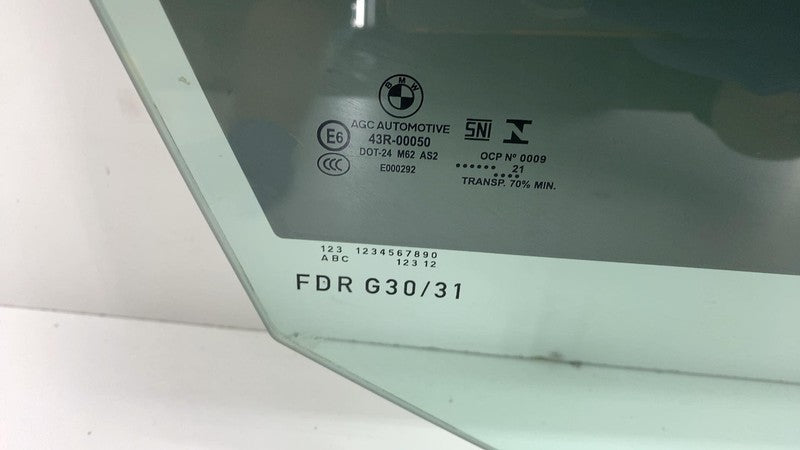 BMW
AGC AUTOMOTIVE
E6 43R-00050
DOT-24 M62 AS2
CCC E000292
SNI
OCP Nº 0009
21
TRANSP. 70% MIN.
123 1234567890
ABC 123 12
FDR G30/31